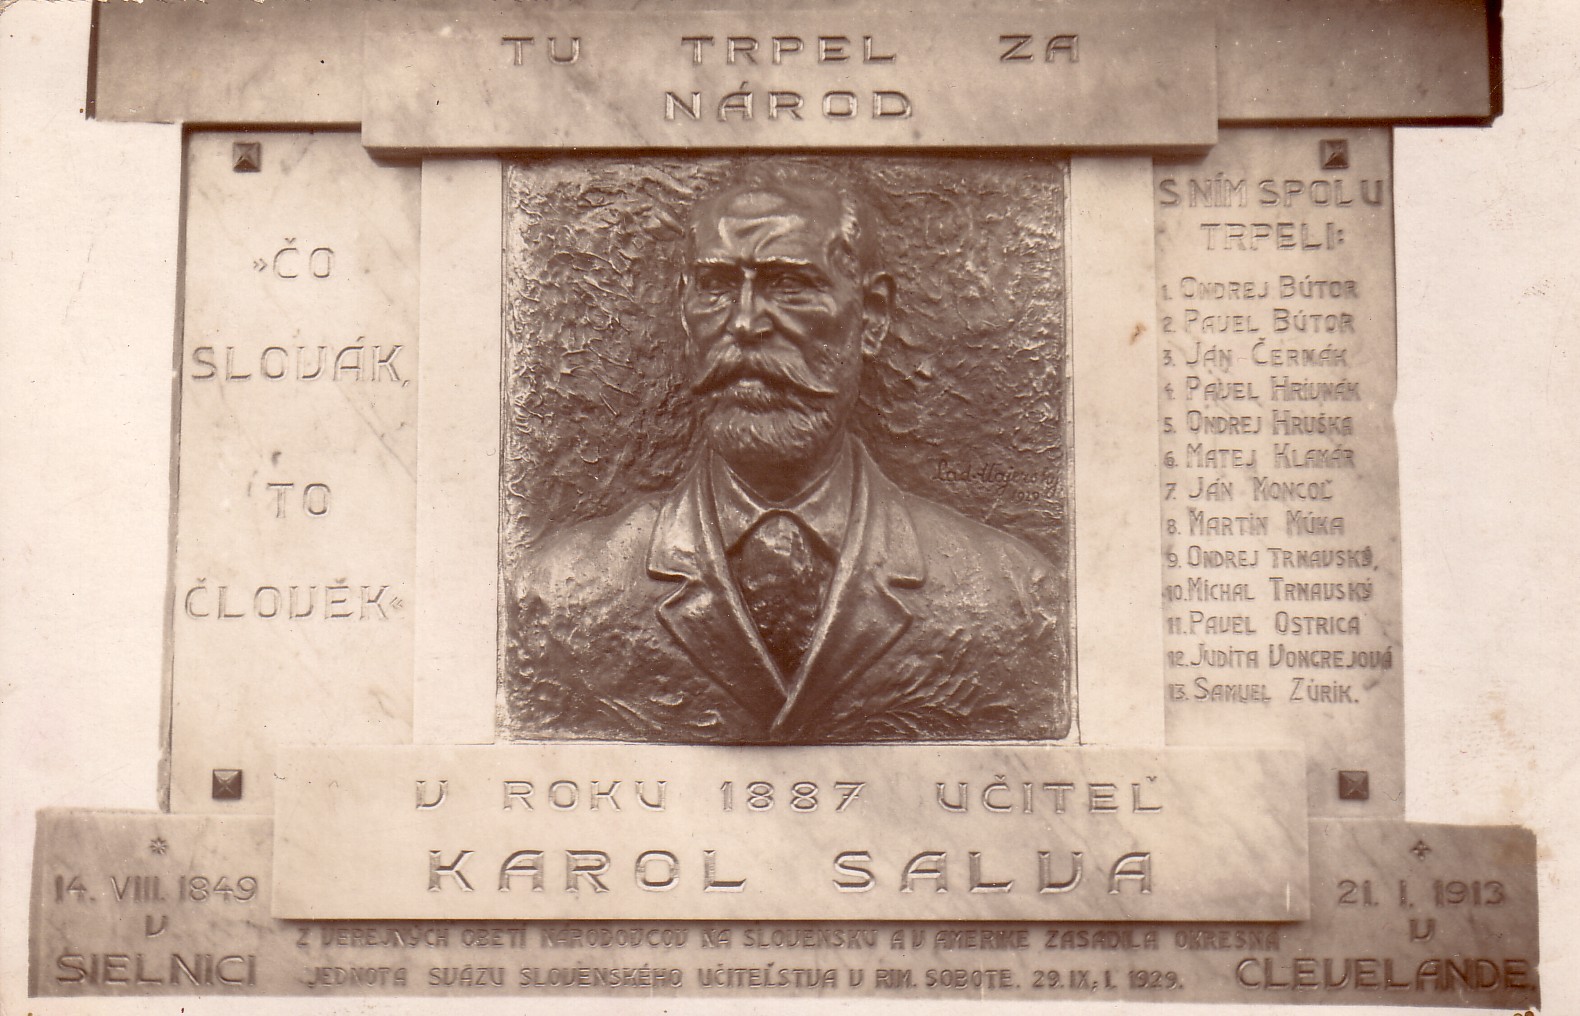 TU TRPEL ZA
NÁROD
»ČO
SLOVÁK,
TO
ČLOVĚK«
Lad. Majerský
1929
S NÍM SPOLU
TRPELI:
1. ONDREJ BÚTOR
2. PAVEL BÚTOR
3. JÁN ČERNÁK
4. PAVEL HRIVNÁK
5. ONDREJ HRUŠKA
6. MATEJ KLAMÁR
7. JÁN MONCOĽ
8. MARTIN MÚKA
9. ONDREJ TRNAVSKÝ,
10. MICHAL TRNAVSKÝ
11. PAVEL OSTRICA
12. JUDITA VONGREJOVÁ
13. SAMUEL ZÚRIK.
V ROKU 1887 UČITEĽ
KAROL SALVA
* 
14. VIII. 1849
V
SIELNICI
✣
21. I. 1913
V
CLEVELANDE.
Z VEREJNÝCH OBETÍ NÁRODOVCOV NA SLOVENSKU A V AMERIKE ZASADILA OKRESNÁ
JEDNOTA SVÄZU SLOVENSKÉHO UČITEĽSTVA V RIM. SOBOTE. 29. IX, I. 1929.